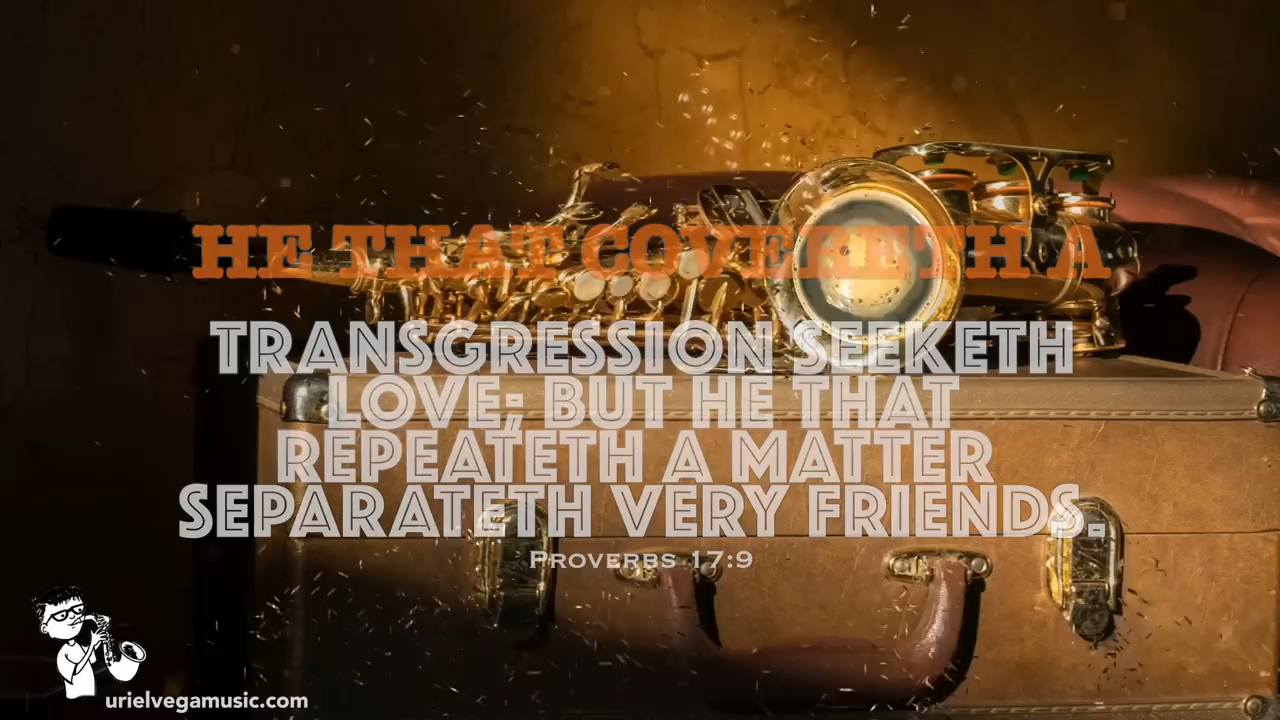 HE THAT COVERETH A
TRANSGRESSION SEEKETH
LOVE; BUT HE THAT
REPEATETH A MATTER
SEPARATETH VERY FRIENDS.
PROVERBS 17:9
urielvegamusic.com